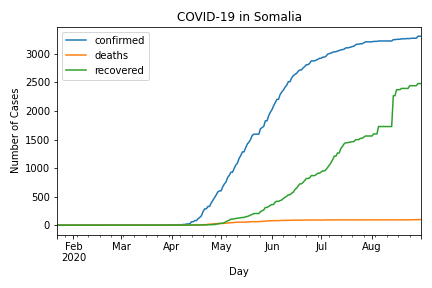 COVID-19 in Somalia
confirmed
deaths
recovered
Number of Cases
3000
2500
2000
1500
1000
500
0
Feb Mar Apr May Jun Jul Aug
2020
Day